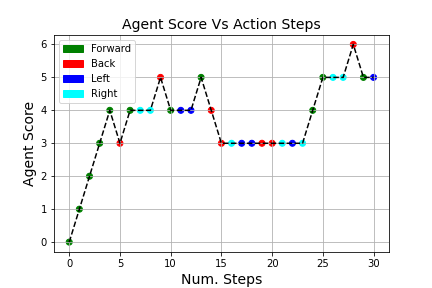 Agent Score Vs Action Steps
Agent Score
6
5
4
3
2
1
0
Forward
Back
Left
Right
0 5 10 15 20 25 30
Num. Steps